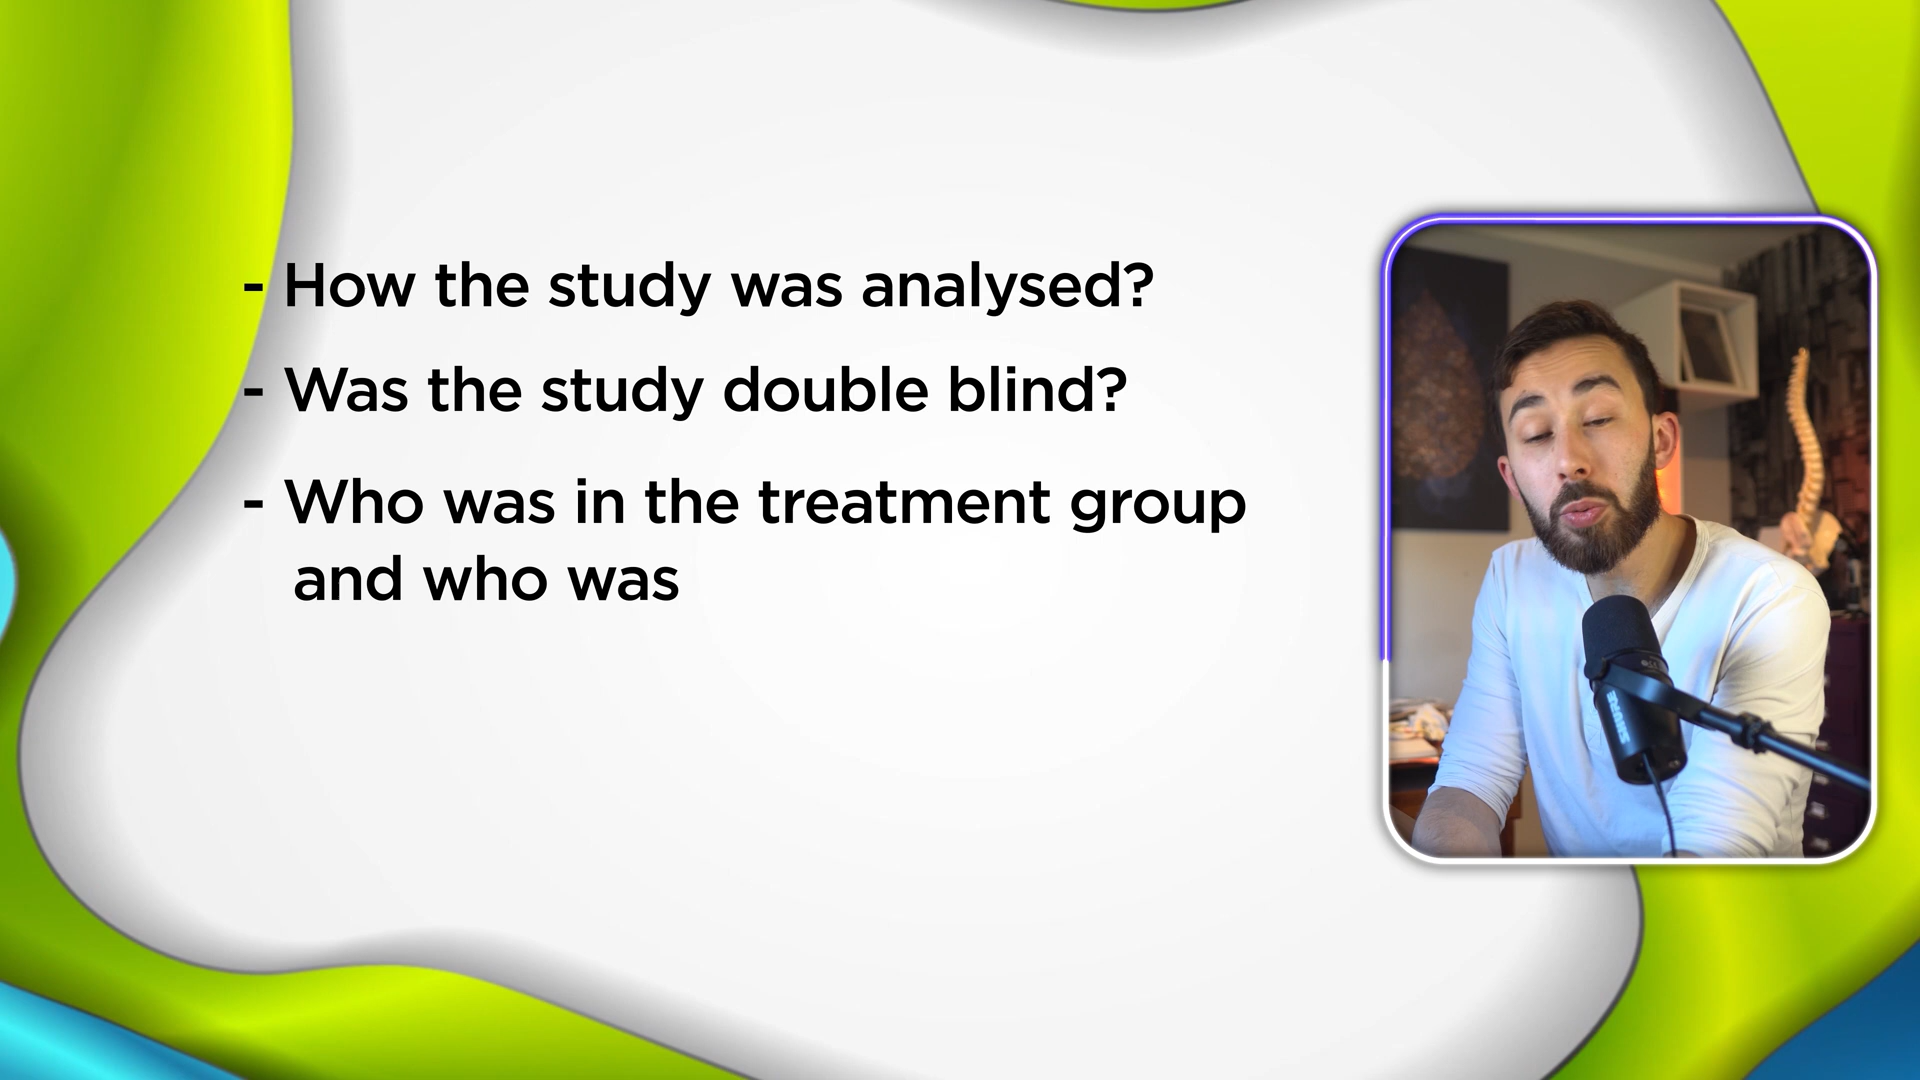 - How the study was analysed?
- Was the study double blind?
- Who was in the treatment group
and who was
SHURE